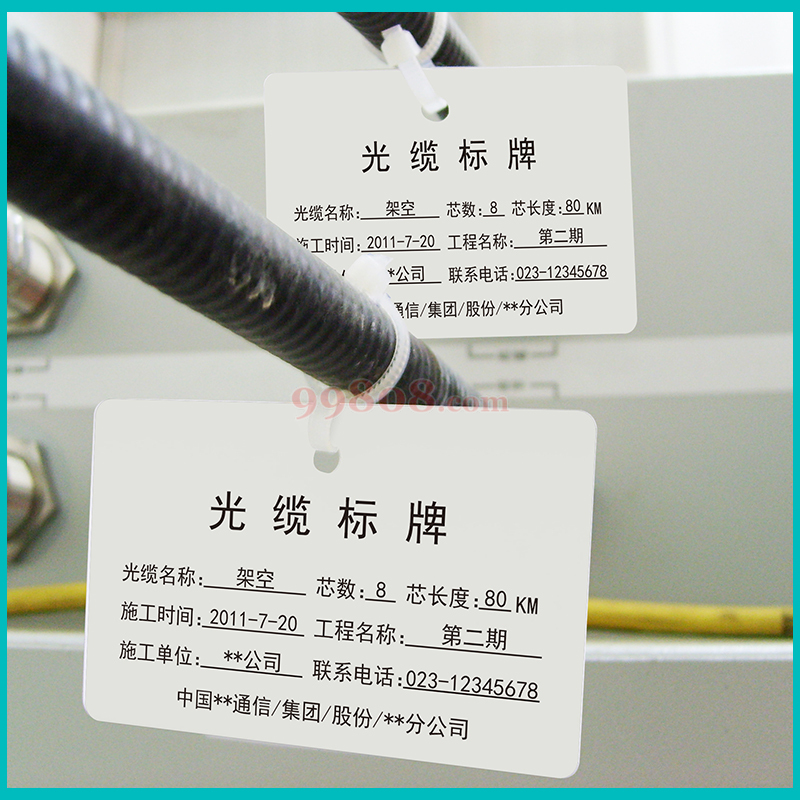 光缆标牌
光缆名称: 架空 芯数: 8 芯长度: 80 KM
施工时间: 2011-7-20 工程名称: 第二期
*公司 联系电话: 023-12345678
通信/集团/股份/**分公司
99808.com
光缆标牌
光缆名称: 架空 芯数: 8 芯长度: 80 KM
施工时间: 2011-7-20 工程名称: 第二期
施工单位: **公司 联系电话: 023-12345678
中国**通信/集团/股份/**分公司